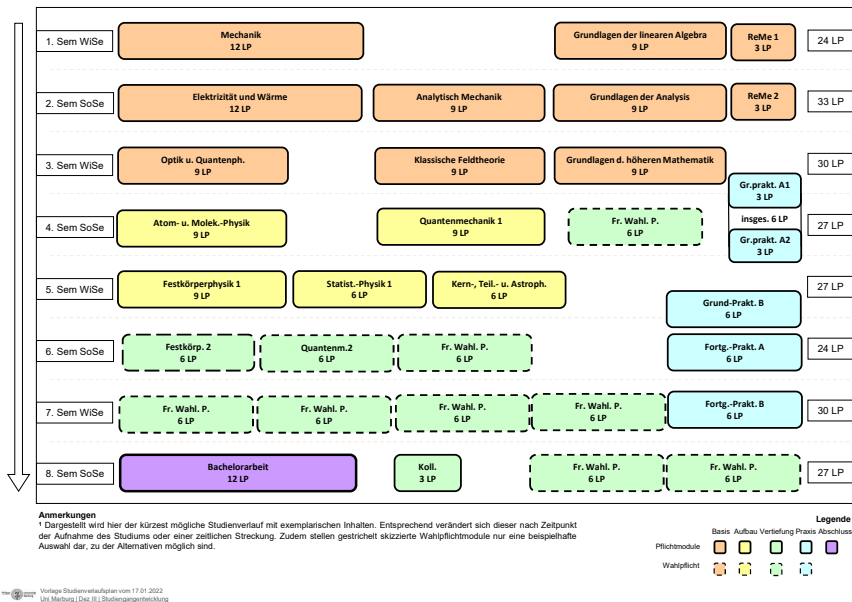 1. Sem WiSe
Mechanik
12 LP
Grundlagen der linearen Algebra
9 LP
ReMe 1
3 LP
24 LP
2. Sem SoSe
Elektrizität und Wärme
12 LP
Analytisch Mechanik
9 LP
Grundlagen der Analysis
9 LP
ReMe 2
3 LP
33 LP
3. Sem WiSe
Optik u. Quantenph.
9 LP
Klassische Feldtheorie
9 LP
Grundlagen d. höheren Mathematik
9 LP
30 LP
Gr.prakt. A1
3 LP
insges. 6 LP
Gr.prakt. A2
3 LP
4. Sem SoSe
Atom- u. Molek.-Physik
9 LP
Quantenmechanik 1
9 LP
Fr. Wahl. P.
6 LP
27 LP
5. Sem WiSe
Festkörperphysik 1
9 LP
Statist.-Physik 1
6 LP
Kern-, Teil.- u. Astroph.
6 LP
27 LP
Grund-Prakt. B
6 LP
6. Sem SoSe
Festkörp. 2
6 LP
Quantenm.2
6 LP
Fr. Wahl. P.
6 LP
Fortg.-Prakt. A
6 LP
24 LP
7. Sem WiSe
Fr. Wahl. P.
6 LP
Fr. Wahl. P.
6 LP
Fr. Wahl. P.
6 LP
Fr. Wahl. P.
6 LP
Fortg.-Prakt. B
6 LP
30 LP
8. Sem SoSe
Bachelorarbeit
12 LP
Koll.
3 LP
Fr. Wahl. P.
6 LP
Fr. Wahl. P.
6 LP
27 LP
Anmerkungen
¹ Dargestellt wird hier der kürzest mögliche Studienverlauf mit exemplarischen Inhalten. Entsprechend verändert sich dieser nach Zeitpunkt
der Aufnahme des Studiums oder einer zeitlichen Streckung. Zudem stellen gestrichelt skizzierte Wahlpflichtmodule nur eine beispielhafte
Auswahl dar, zu der Alternativen möglich sind.
Legende
Basis Aufbau Vertiefung Praxis Abschluss
Pflichtmodule
Wahlpflicht
Vorlage Studienverlaufsplan vom 17.01.2022
Uni Marburg | Dez III | Studiengangentwicklung